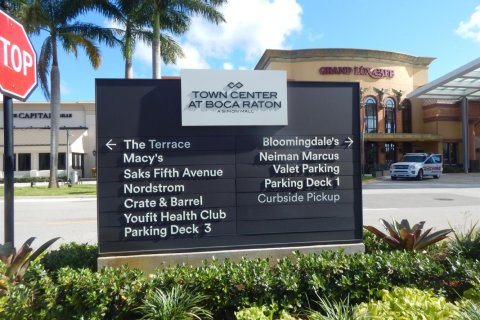 STOP
THE CAPITAL GRILLE
GRAND LUX CAFE
TOWN CENTER
AT BOCA RATON
A SIMON MALL
The Terrace
Macy's
Saks Fifth Avenue
Nordstrom
Crate & Barrel
Youfit Health Club
Parking Deck 3
Bloomingdale's
Neiman Marcus
Valet Parking
Parking Deck 1
Curbside Pickup